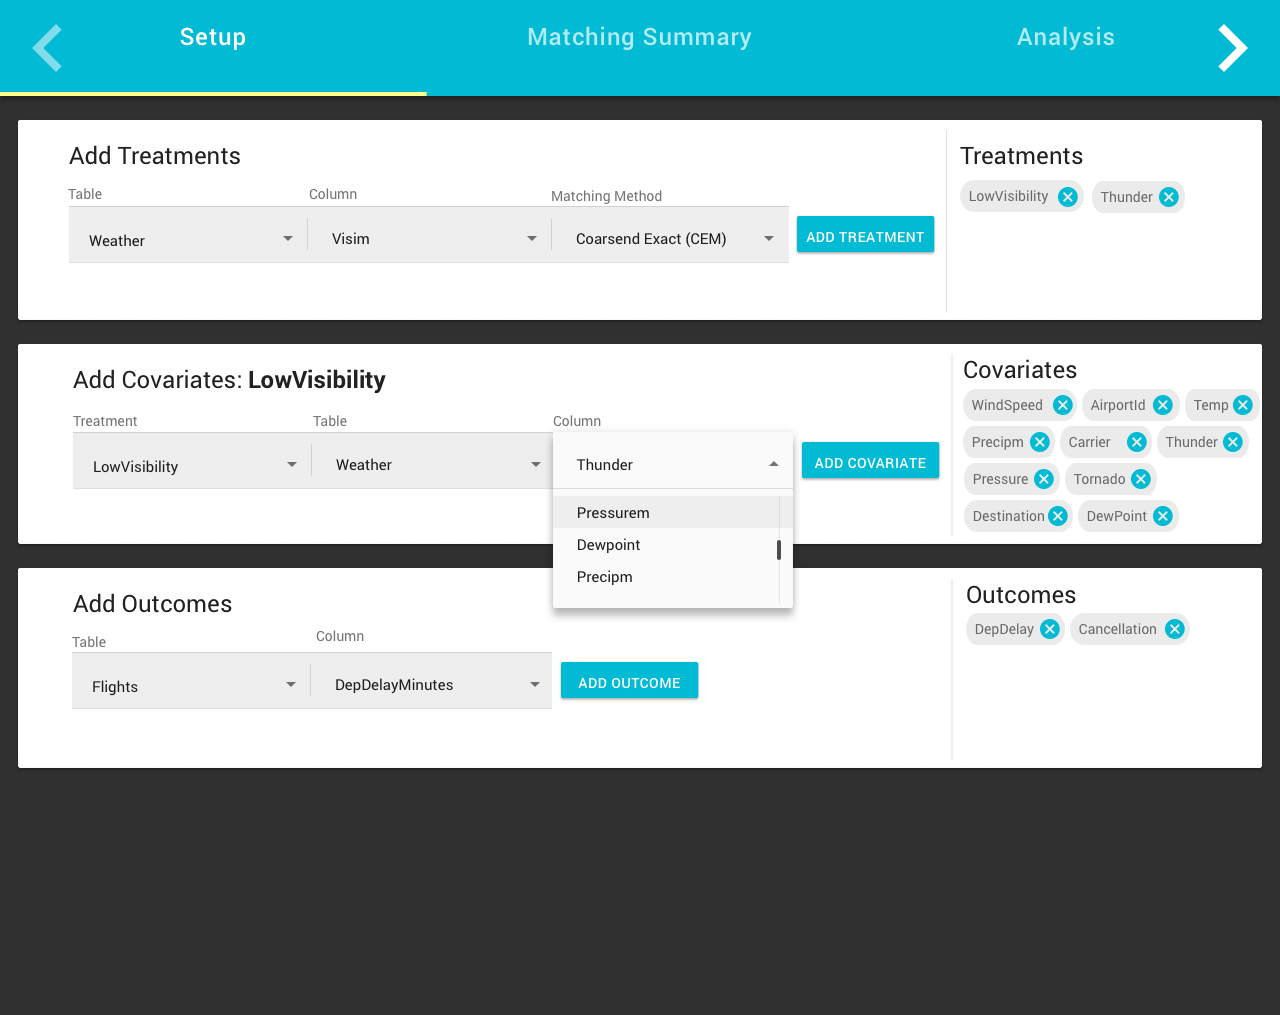 Setup
Matching Summary
Analysis
Add Treatments
Table
Column
Matching Method
Weather
Visim
Coarsend Exact (CEM)
ADD TREATMENT
Treatments
LowVisibility
Thunder
Add Covariates: LowVisibility
Treatment
Table
Column
LowVisibility
Weather
Thunder
Pressurem
Dewpoint
Precipm
ADD COVARIATE
Covariates
WindSpeed
AirportId
Temp
Precipm
Carrier
Thunder
Pressure
Tornado
Destination
DewPoint
Add Outcomes
Table
Column
Flights
DepDelayMinutes
ADD OUTCOME
Outcomes
DepDelay
Cancellation